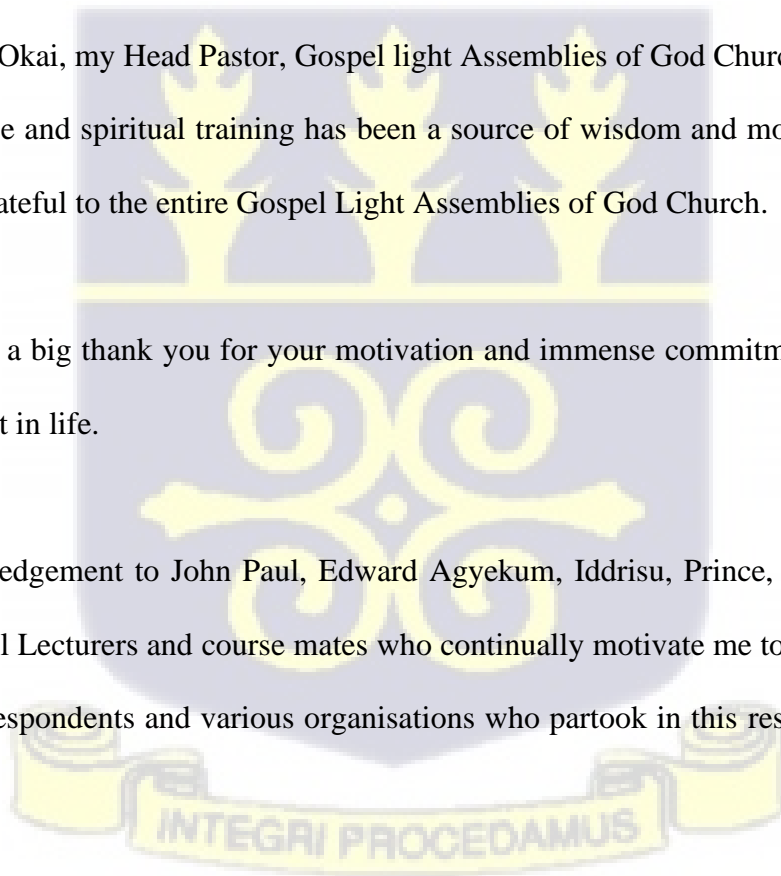 Okai, my Head Pastor, Gospel light Assemblies of God Churc
e and spiritual training has been a source of wisdom and mo
ateful to the entire Gospel Light Assemblies of God Church.
a big thank you for your motivation and immense commitm
t in life.
edgement to John Paul, Edward Agyekum, Iddrisu, Prince,
l Lecturers and course mates who continually motivate me to
espondents and various organisations who partook in this res
INTEGRI PROCEDAMUS